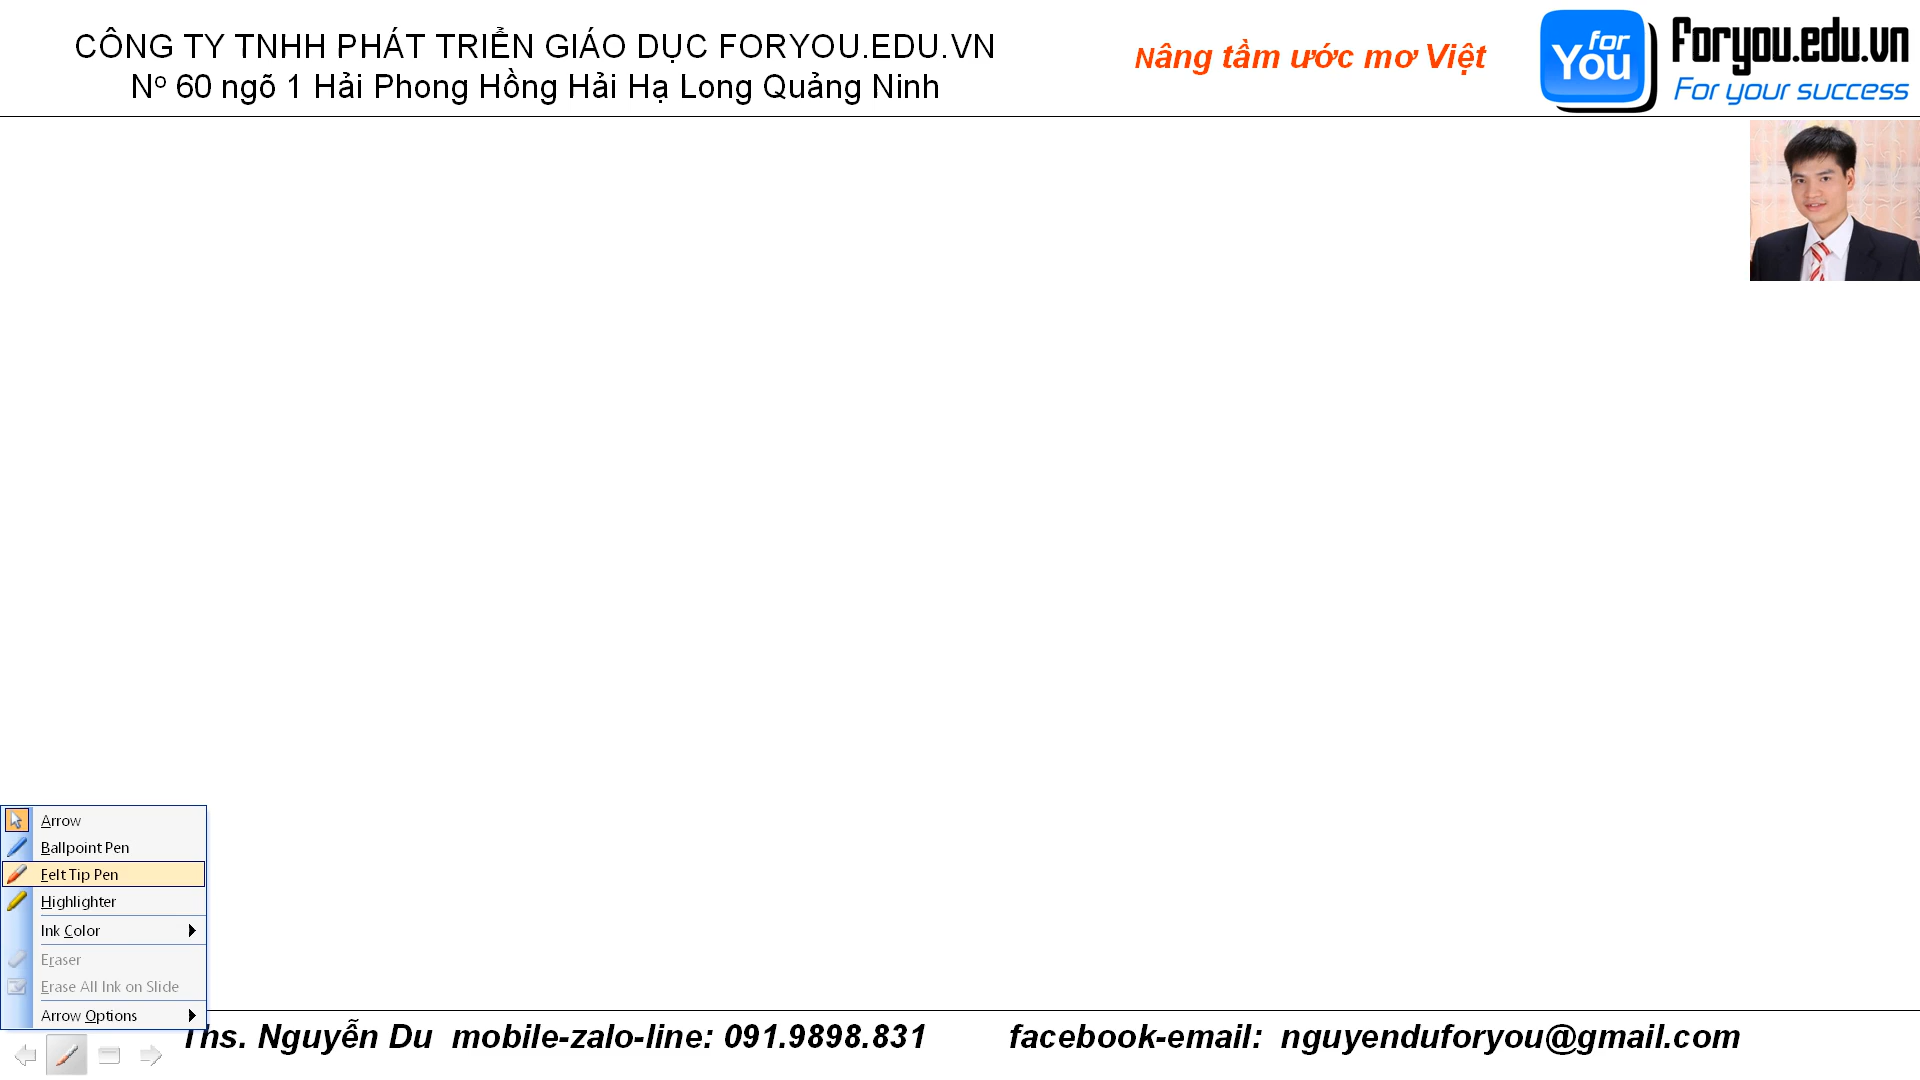 CÔNG TY TNHH PHÁT TRIỂN GIÁO DỤC FORYOU.EDU.VN
Nº 60 ngõ 1 Hải Phong Hồng Hải Hạ Long Quảng Ninh
Nâng tầm ước mơ Việt
for You
Foryou.edu.vn
For your success
Arrow
Ballpoint Pen
Felt Tip Pen
Highlighter
Ink Color
Eraser
Erase All Ink on Slide
Arrow Options
Ths. Nguyễn Du mobile-zalo-line: 091.9898.831 facebook-email: nguyenduforyou@gmail.com